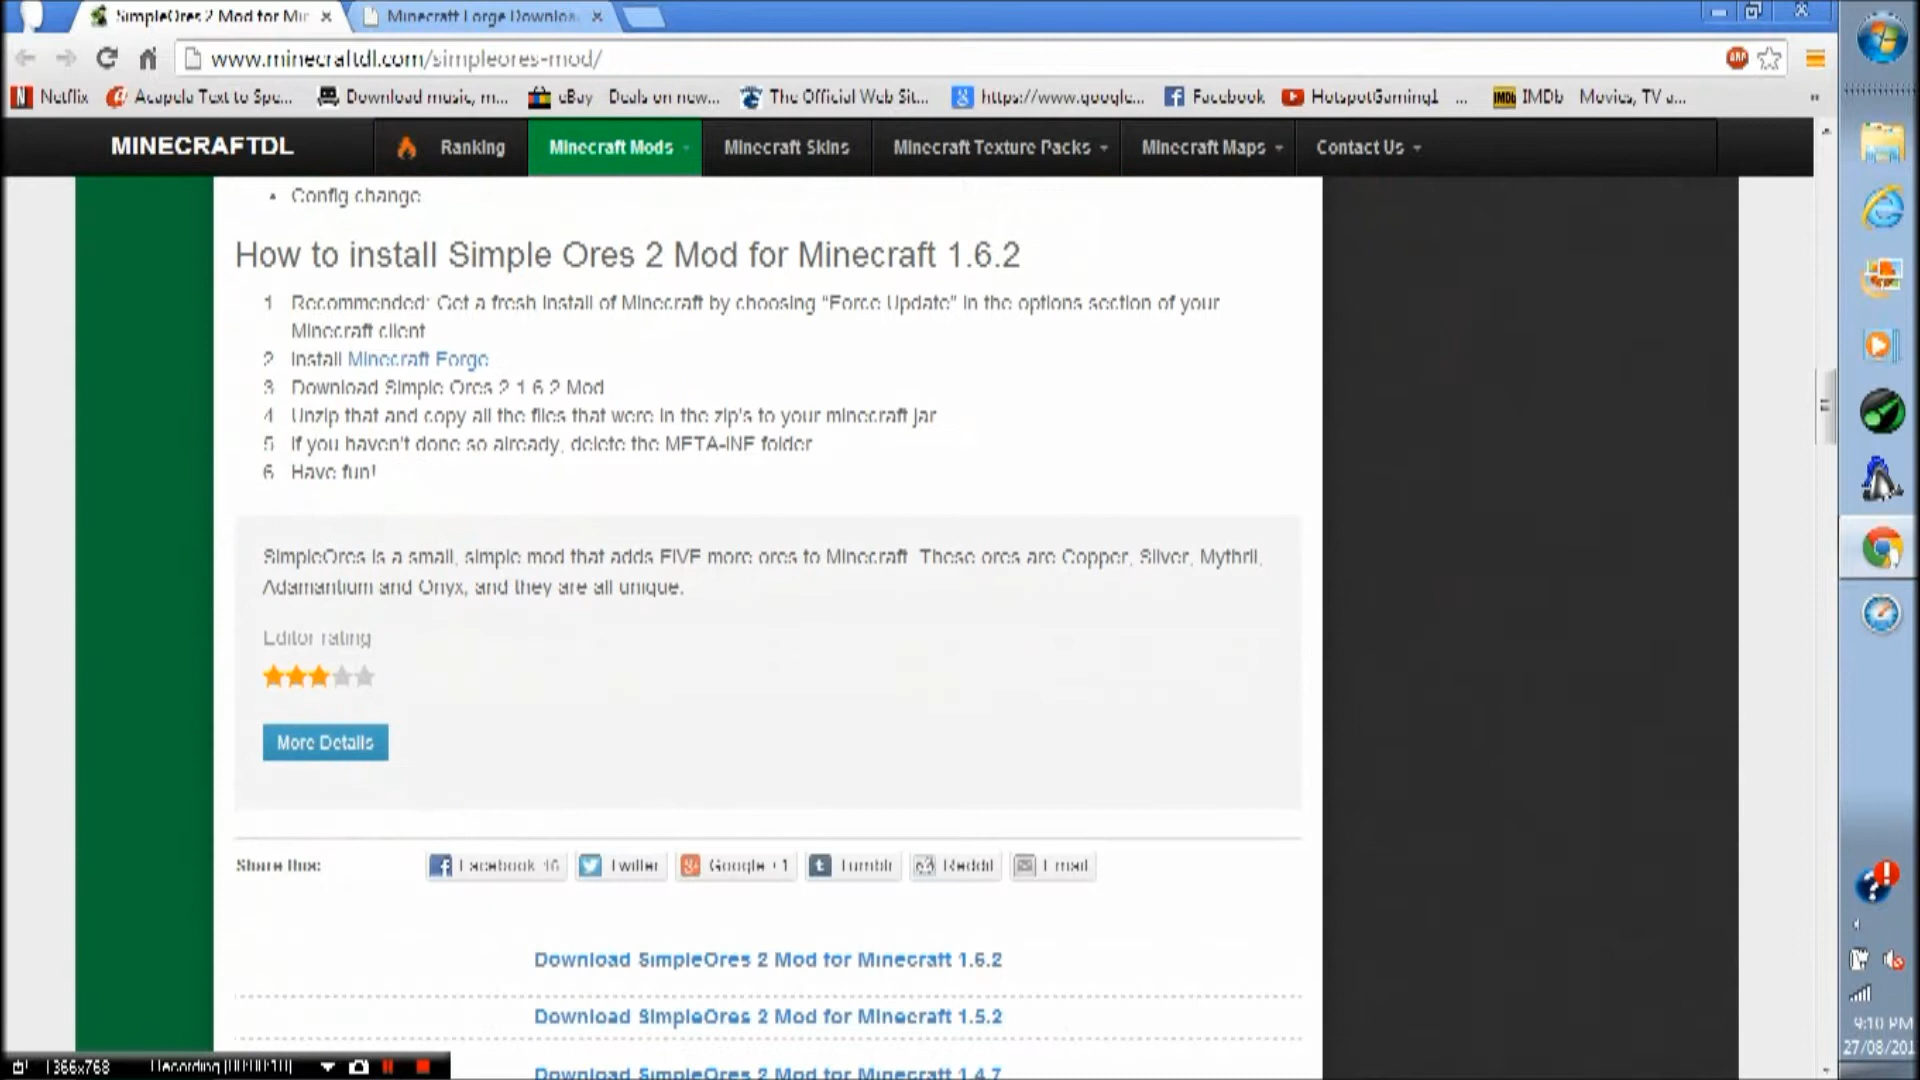 SimpleOres 2 Mod for Min
Minecraft Forge Downloa
www.minecraftdl.com/simpleores-mod/
ABP
Netflix
Acapela Text to Spe...
Download music, m...
eBay
Deals on new...
The Official Web Sit...
https://www.google...
Facebook
HotspotGaming1 ...
IMDb
IMDb
Movies, TV a...
MINECRAFTDL
Ranking
Minecraft Mods
Minecraft Skins
Minecraft Texture Packs
Minecraft Maps
Contact Us
• Config change
How to install Simple Ores 2 Mod for Minecraft 1.6.2
1 Recommended: Get a fresh install of Minecraft by choosing “Force Update” in the options section of your
Minecraft client
2 Install Minecraft Forge
3 Download Simple Ores 2 1.6.2 Mod
4 Unzip that and copy all the files that were in the zip's to your minecraft jar
5 If you haven't done so already, delete the META-INF folder
6 Have fun!
SimpleOres is a small, simple mod that adds FIVE more ores to Minecraft. These ores are Copper, Silver, Mythril,
Adamantium and Onyx, and they are all unique.
Editor rating
More Details
Share this:
Facebook 16
Twitter
Google +1
Tumblr
Reddit
Email
Download SimpleOres 2 Mod for Minecraft 1.6.2
Download SimpleOres 2 Mod for Minecraft 1.5.2
Download SimpleOres 2 Mod for Minecraft 1.4.7
1366x768
Recording [00:00:10]
9:10 PM
27/08/201